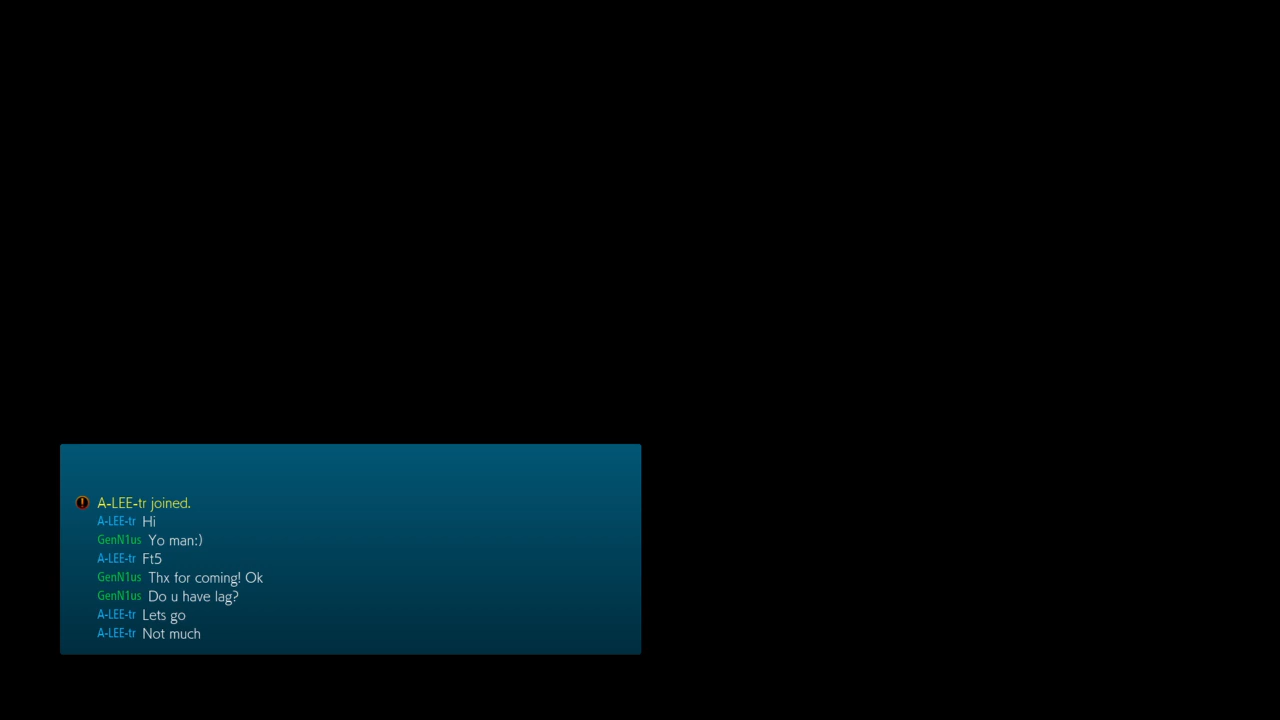 A-LEE-tr joined.
A-LEE-tr Hi
GenN1us Yo man:)
A-LEE-tr Ft5
GenN1us Thx for coming! Ok
GenN1us Do u have lag?
A-LEE-tr Lets go
A-LEE-tr Not much